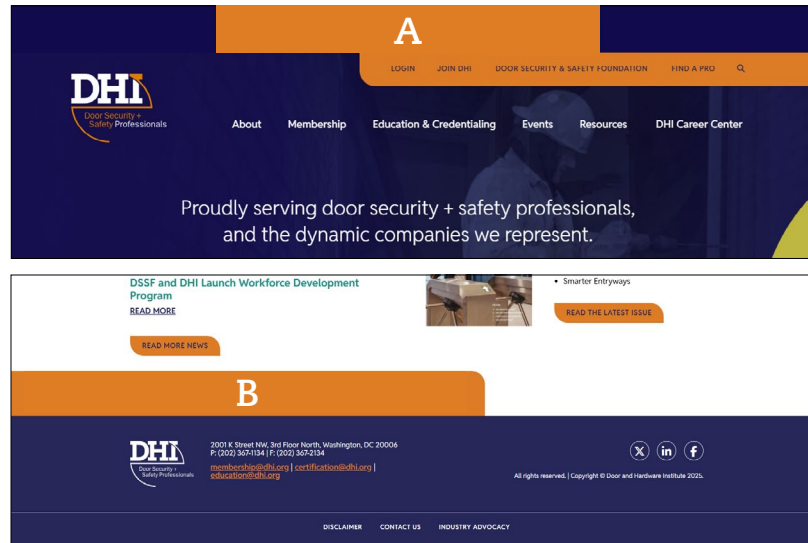 A
LOGIN JOIN DHI DOOR SECURITY & SAFETY FOUNDATION FIND A PRO
DHI
Door Security +
Safety Professionals
About Membership Education & Credentialing Events Resources DHI Career Center
Proudly serving door security + safety professionals,
and the dynamic companies we represent.
DSSF and DHI Launch Workforce Development
Program
READ MORE
READ MORE NEWS
• Smarter Entryways
READ THE LATEST ISSUE
B
DHI
Door Security +
Safety Professionals
2001 K Street NW, 3rd Floor North, Washington, DC 20006
P: (202) 367-1134 | F: (202) 367-2134
membership@dhi.org | certification@dhi.org |
education@dhi.org
X in f
All rights reserved. | Copyright © Door and Hardware Institute 2025.
DISCLAIMER CONTACT US INDUSTRY ADVOCACY